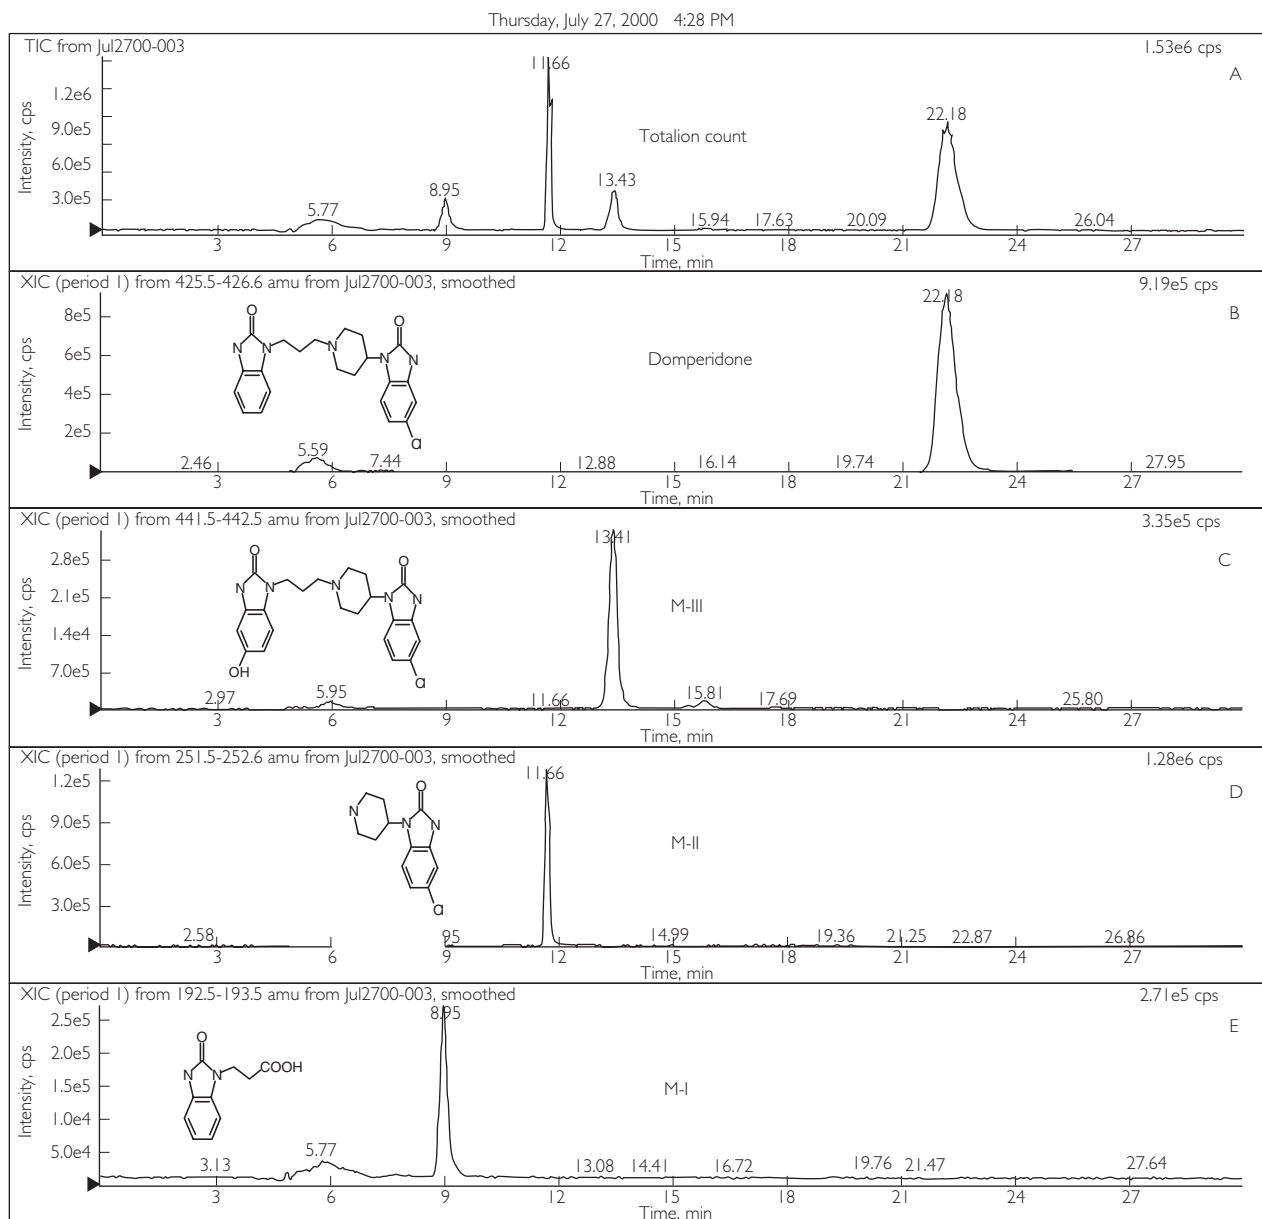 Thursday, July 27, 2000 4:28 PM
TIC from Jul2700-003
1.53e6 cps
A
Intensity, cps
1.2e6
9.0e5
6.0e5
3.0e5
Totalion count
5.77
8.95
11.66
13.43
15.94
17.63
20.09
22.18
26.04
3 6 9 12 15 18 21 24 27
Time, min
XIC (period 1) from 425.5-426.6 amu from Jul2700-003, smoothed
9.19e5 cps
B
Intensity, cps
8e5
6e5
4e5
2e5
O
N
N
N
N
O
N
Cl
Domperidone
2.46
5.59
7.44
12.88
16.14
19.74
22.18
27.95
3 6 9 12 15 18 21 24 27
Time, min
XIC (period 1) from 441.5-442.5 amu from Jul2700-003, smoothed
3.35e5 cps
C
Intensity, cps
2.8e5
2.1e5
1.4e4
7.0e5
O
N
N
N
N
O
N
OH
Cl
M-III
2.97
5.95
11.66
13.41
15.81
17.69
25.80
3 6 9 12 15 18 21 24 27
Time, min
XIC (period 1) from 251.5-252.6 amu from Jul2700-003, smoothed
1.28e6 cps
D
Intensity, cps
1.2e5
9.0e5
6.0e5
3.0e5
N
N
O
N
Cl
M-II
2.58
95
11.66
14.99
19.36
21.25
22.87
26.86
3 6 9 12 15 18 21 24 27
Time, min
XIC (period 1) from 192.5-193.5 amu from Jul2700-003, smoothed
2.71e5 cps
E
Intensity, cps
2.5e5
2.0e5
1.5e5
1.0e4
5.0e4
O
N
N
COOH
M-I
3.13
5.77
8.95
13.08
14.41
16.72
19.76
21.47
27.64
3 6 9 12 15 18 21 24 27
Time, min